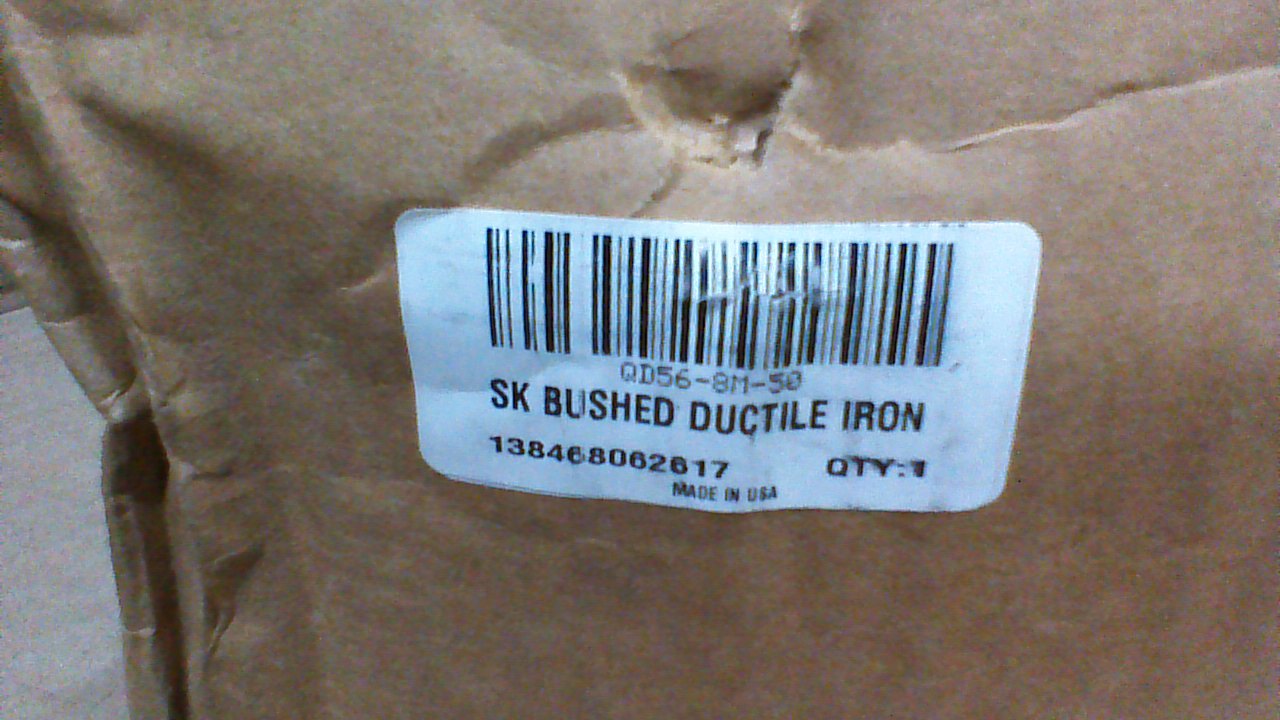 QD56-8M-50
SK BUSHED DUCTILE IRON
138468062617 QTY:1
MADE IN USA